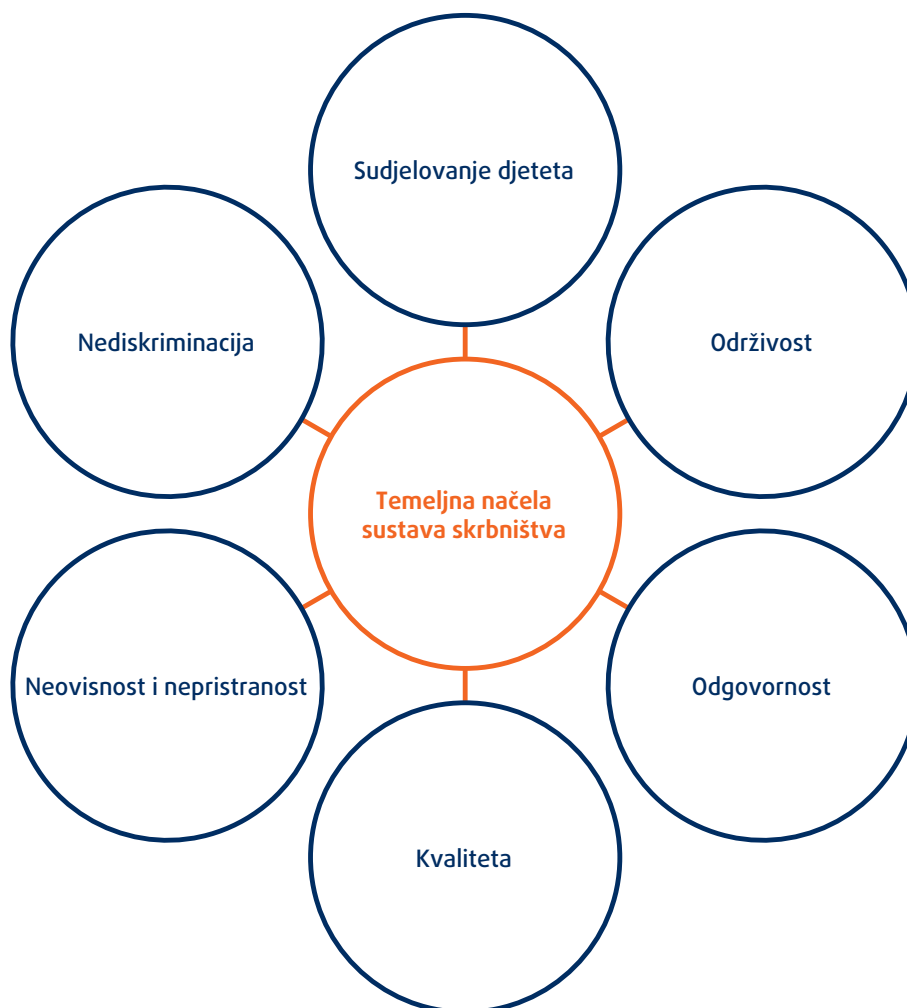 Sudjelovanje djeteta
Nediskriminacija
Održivost
Temeljna načela
sustava skrbništva
Neovisnost i nepristranost
Odgovornost
Kvaliteta